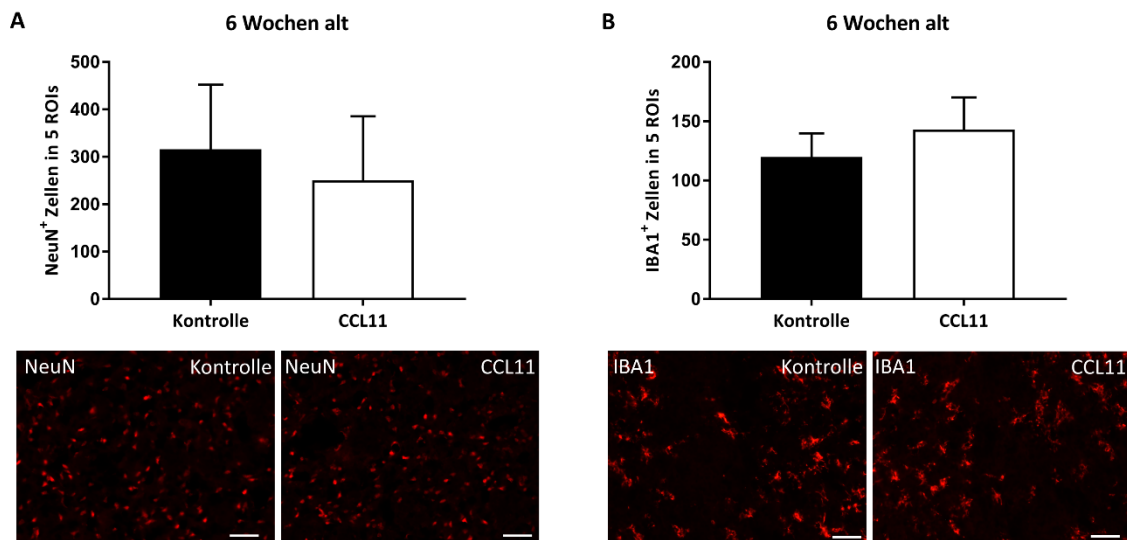 A
6 Wochen alt
NeuN⁺ Zellen in 5 ROIs
500
400
300
200
100
0
Kontrolle
CCL11
NeuN
Kontrolle
NeuN
CCL11
B
6 Wochen alt
IBA1⁺ Zellen in 5 ROIs
200
150
100
50
0
Kontrolle
CCL11
IBA1
Kontrolle
IBA1
CCL11